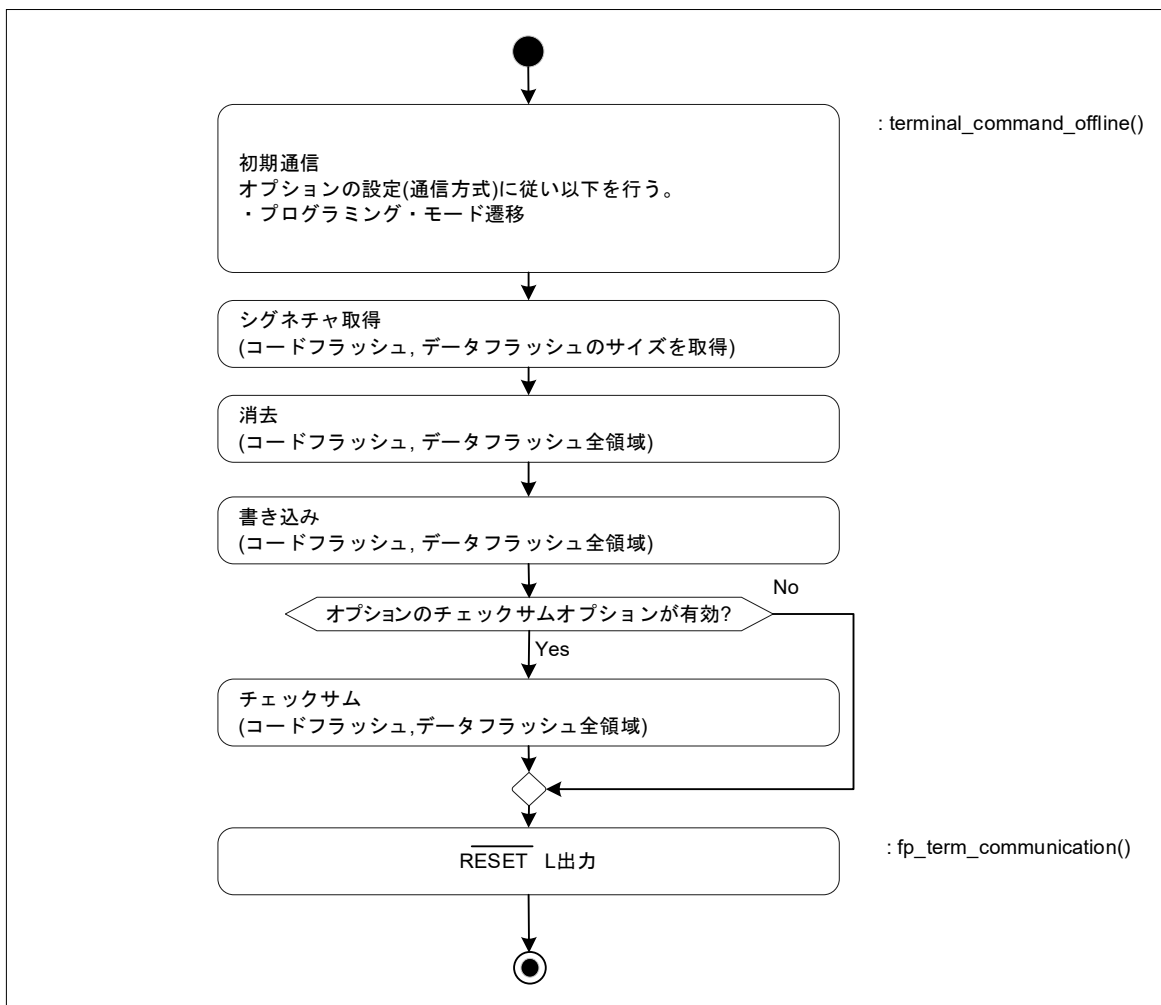 : terminal_command_offline()
初期通信
オプションの設定(通信方式)に従い以下を行う。
・プログラミング・モード遷移
シグネチャ取得
(コードフラッシュ, データフラッシュのサイズを取得)
消去
(コードフラッシュ, データフラッシュ全領域)
書き込み
(コードフラッシュ, データフラッシュ全領域)
No
オプションのチェックサムオプションが有効?
Yes
チェックサム
(コードフラッシュ,データフラッシュ全領域)
: fp_term_communication()
RESET L出力